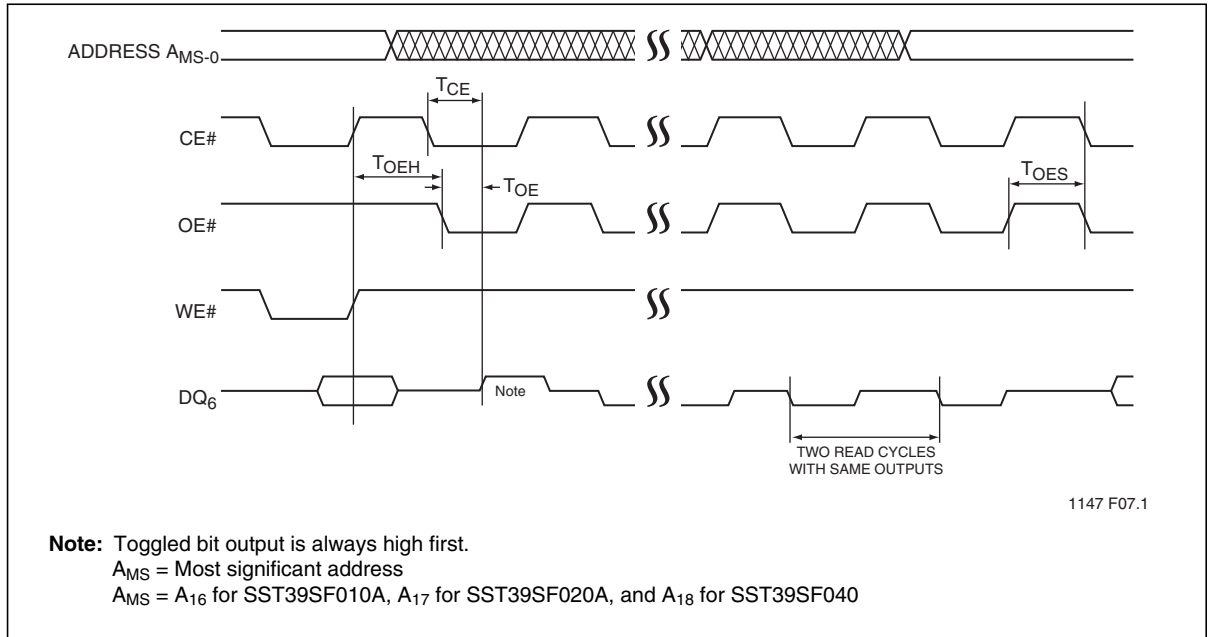 ADDRESS AMS-0
TCE
CE#
TOEH
TOE
TOES
OE#
WE#
DQ6
Note
TWO READ CYCLES
WITH SAME OUTPUTS
1147 F07.1
Note: Toggled bit output is always high first.
AMS = Most significant address
AMS = A16 for SST39SF010A, A17 for SST39SF020A, and A18 for SST39SF040